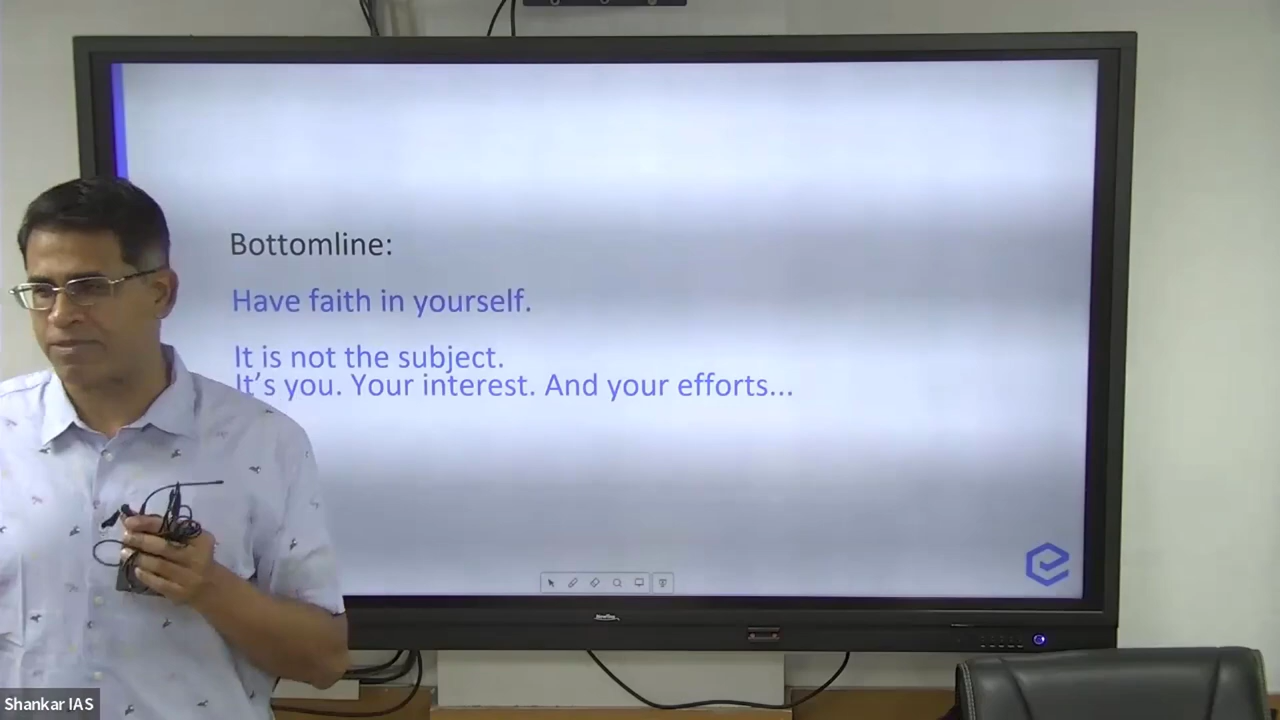 Bottomline:
Have faith in yourself.
It is not the subject.
It’s you. Your interest. And your efforts...
Shankar IAS